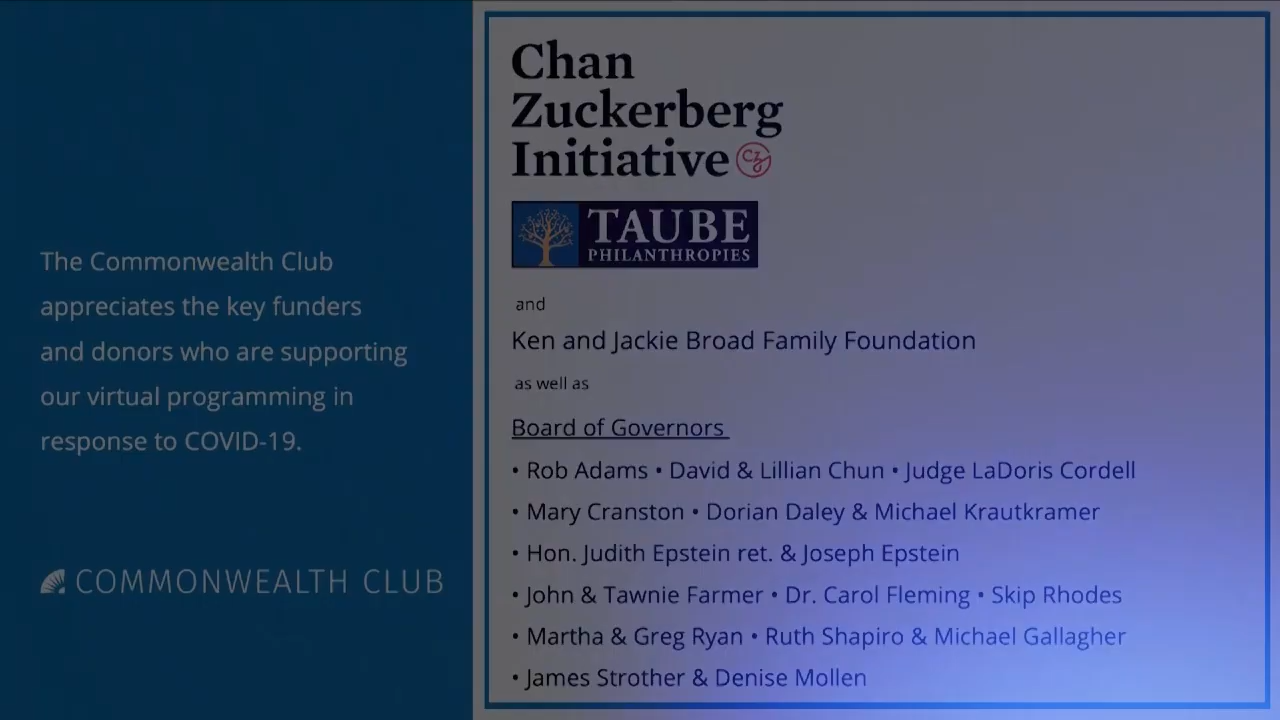 The Commonwealth Club
appreciates the key funders
and donors who are supporting
our virtual programming in
response to COVID-19.
COMMONWEALTH CLUB
Chan
Zuckerberg
Initiative
CZI
TAUBE
PHILANTHROPIES
and
Ken and Jackie Broad Family Foundation
as well as
Board of Governors
• Rob Adams • David & Lillian Chun • Judge LaDoris Cordell
• Mary Cranston • Dorian Daley & Michael Krautkramer
• Hon. Judith Epstein ret. & Joseph Epstein
• John & Tawnie Farmer • Dr. Carol Fleming • Skip Rhodes
• Martha & Greg Ryan • Ruth Shapiro & Michael Gallagher
• James Strother & Denise Mollen